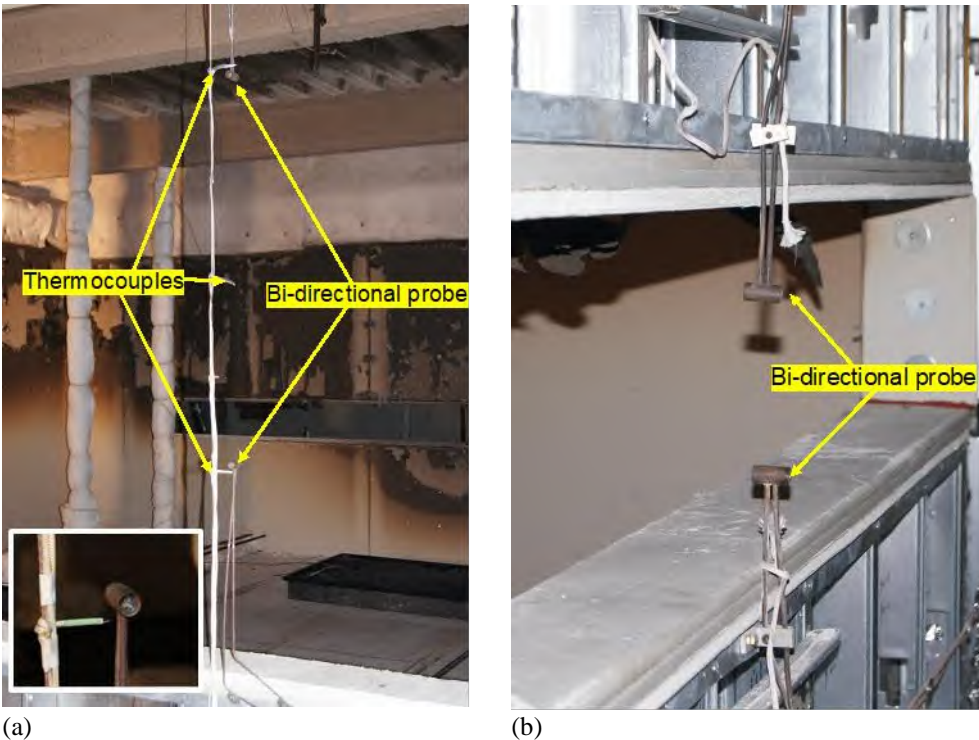 Thermocouples
Bi-directional probe
Bi-directional probe
(a)
(b)